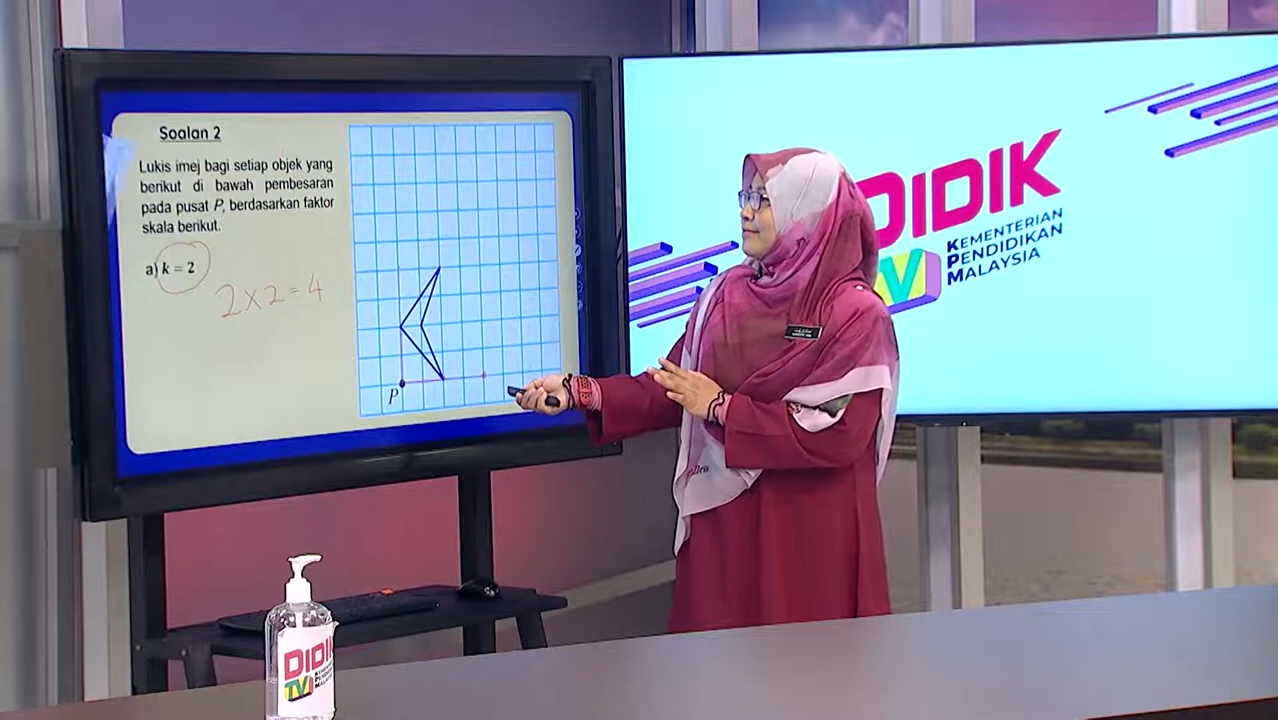 Soalan 2
Lukis imej bagi setiap objek yang
berikut di bawah pembesaran
pada pusat P, berdasarkan faktor
skala berikut.
a) k = 2
2 x 2 = 4
P
DIDIK
TV
KEMENTERIAN
PENDIDIKAN
MALAYSIA
DIDIK
TV